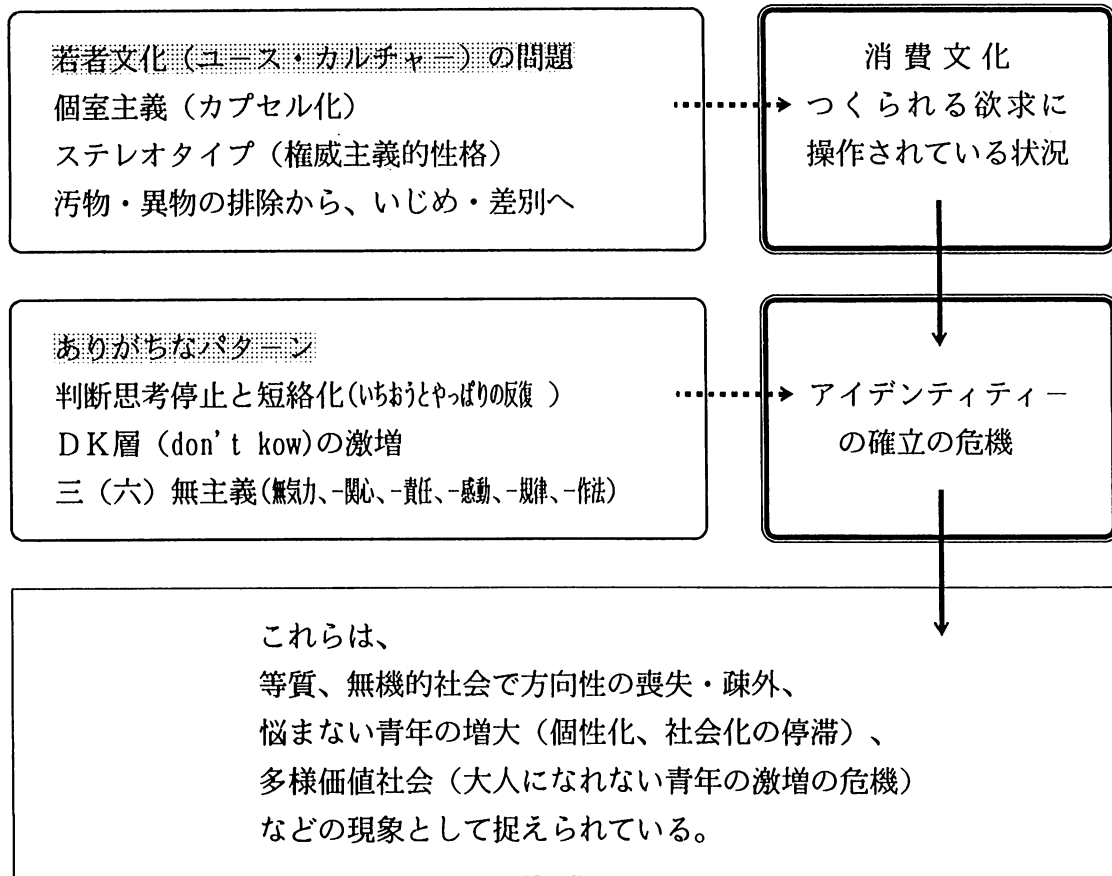 若者文化（ユース・カルチャー）の問題
個室主義（カプセル化）
ステレオタイプ（権威主義的性格）
汚物・異物の排除から、いじめ・差別へ
消費文化
つくられる欲求に
操作されている状況
ありがちなパターン
判断思考停止と短絡化(いちおうとやっぱりの反復 )
ＤＫ層（don't kow)の激増
三（六）無主義(無気力、-関心、-責任、-感動、-規律、-作法)
アイデンティティー
の確立の危機
これらは、
等質、無機的社会で方向性の喪失・疎外、
悩まない青年の増大（個性化、社会化の停滞）、
多様価値社会（大人になれない青年の激増の危機）
などの現象として捉えられている。